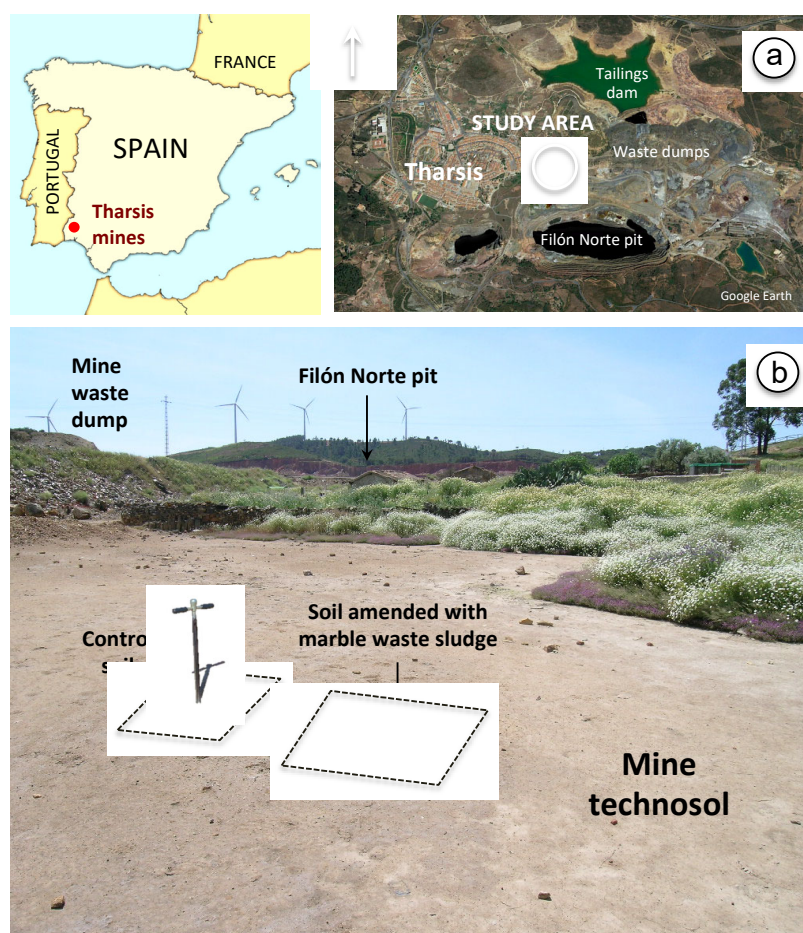 FRANCE
SPAIN
PORTUGAL
Tharsis
mines
a
Tailings
dam
STUDY AREA
Waste dumps
Tharsis
Filón Norte pit
Google Earth
b
Mine
waste
dump
Filón Norte pit
Soil amended with
marble waste sludge
Contro
Mine
technosol